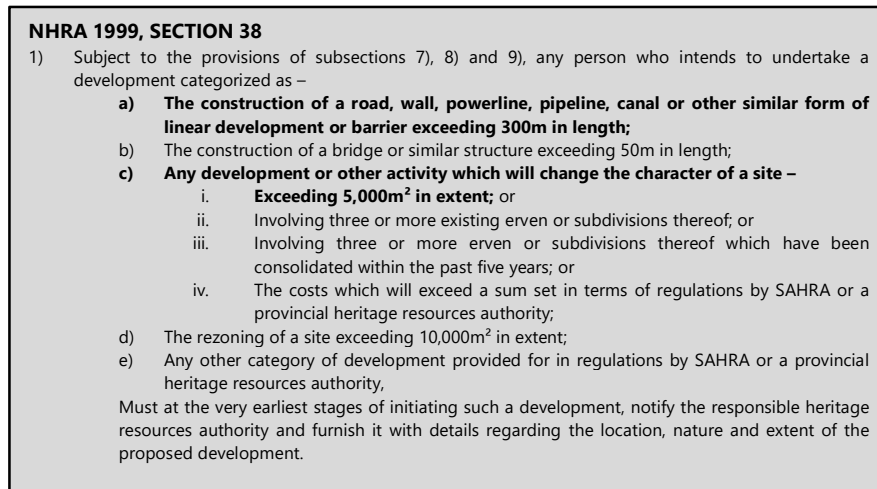 NHRA 1999, SECTION 38
1) Subject to the provisions of subsections 7), 8) and 9), any person who intends to undertake a
development categorized as –
a) The construction of a road, wall, powerline, pipeline, canal or other similar form of
linear development or barrier exceeding 300m in length;
b) The construction of a bridge or similar structure exceeding 50m in length;
c) Any development or other activity which will change the character of a site –
i. Exceeding 5,000m² in extent; or
ii. Involving three or more existing erven or subdivisions thereof; or
iii. Involving three or more erven or subdivisions thereof which have been
consolidated within the past five years; or
iv. The costs which will exceed a sum set in terms of regulations by SAHRA or a
provincial heritage resources authority;
d) The rezoning of a site exceeding 10,000m² in extent;
e) Any other category of development provided for in regulations by SAHRA or a provincial
heritage resources authority,
Must at the very earliest stages of initiating such a development, notify the responsible heritage
resources authority and furnish it with details regarding the location, nature and extent of the
proposed development.